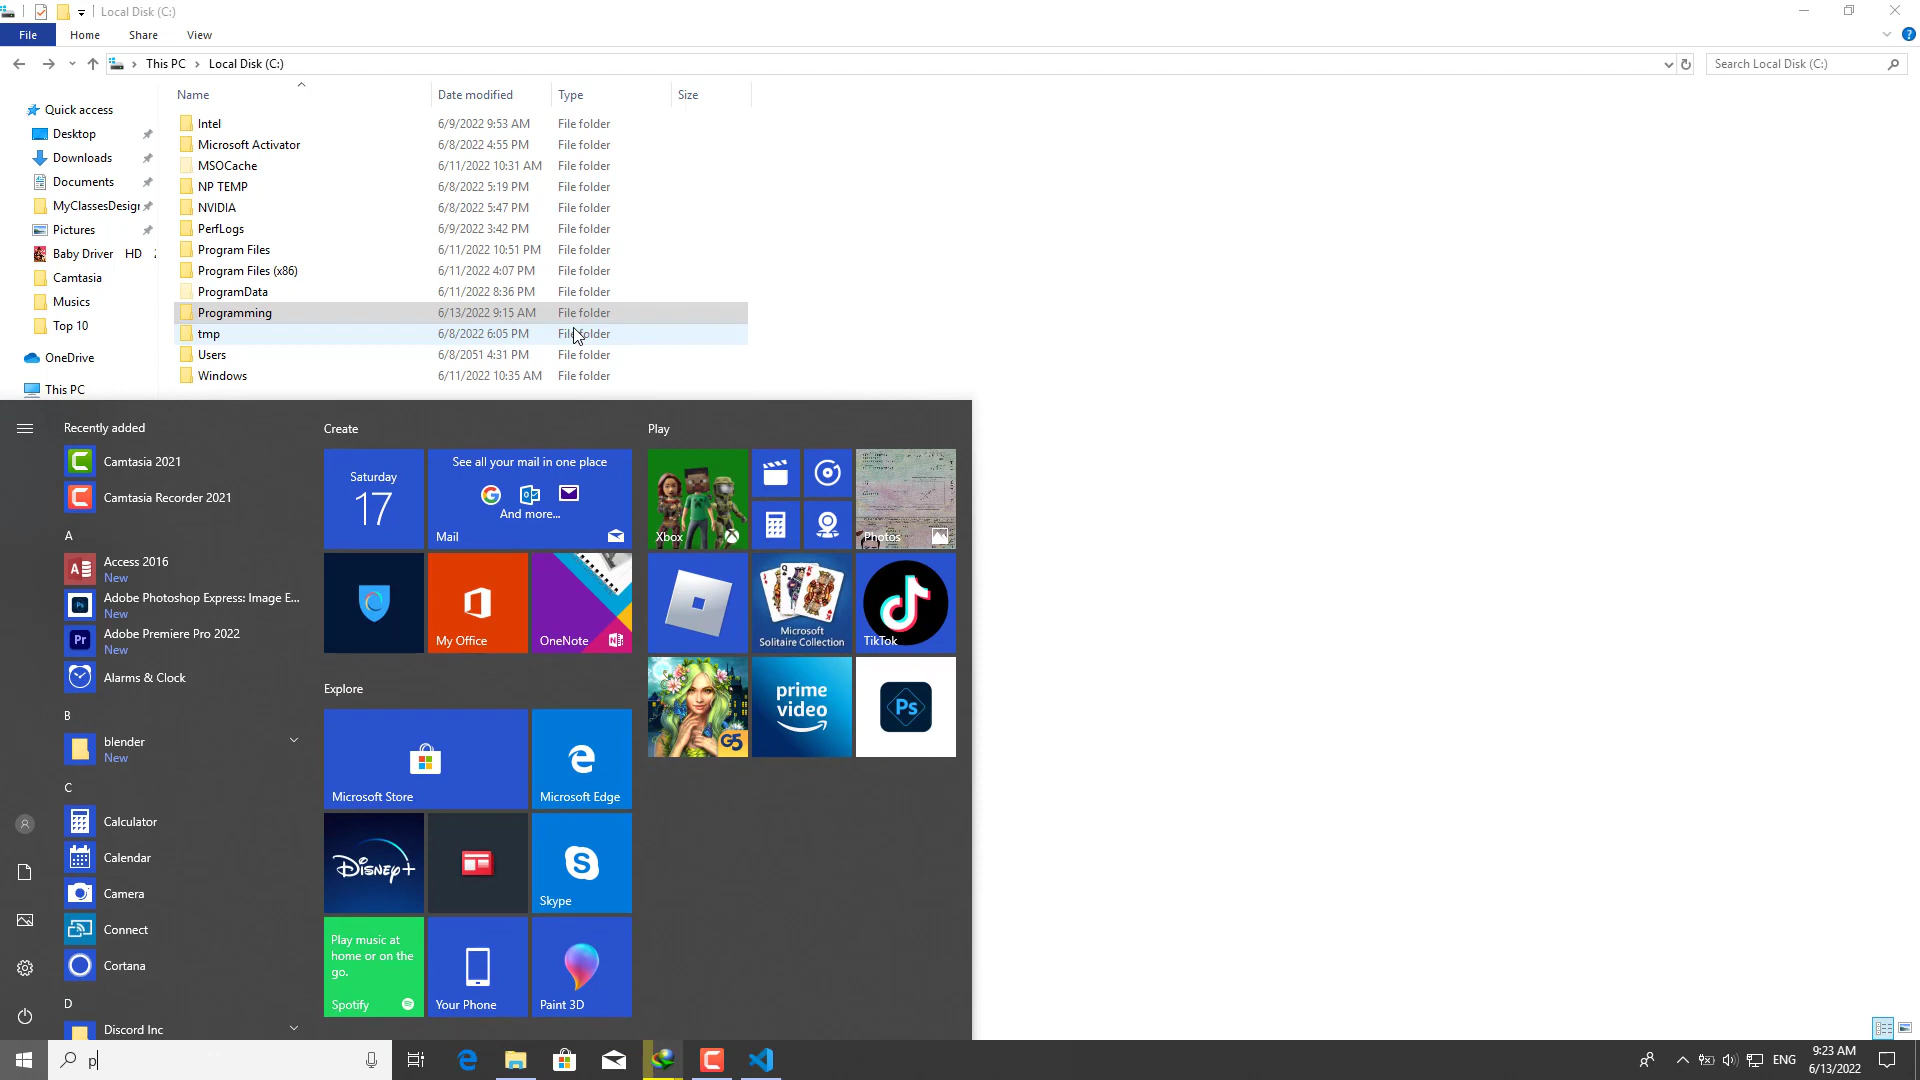 Local Disk (C:)
File Home Share View
This PC Local Disk (C:)
Search Local Disk (C:)
Name Date modified Type Size
Quick access
Desktop
Downloads
Documents
MyClassesDesign
Pictures
Baby Driver HD 2
Camtasia
Musics
Top 10
OneDrive
This PC
Intel 6/9/2022 9:53 AM File folder
Microsoft Activator 6/8/2022 4:55 PM File folder
MSOCache 6/11/2022 10:31 AM File folder
NP TEMP 6/8/2022 5:19 PM File folder
NVIDIA 6/8/2022 5:47 PM File folder
PerfLogs 6/9/2022 3:42 PM File folder
Program Files 6/11/2022 10:51 PM File folder
Program Files (x86) 6/11/2022 4:07 PM File folder
ProgramData 6/11/2022 8:36 PM File folder
Programming 6/13/2022 9:15 AM File folder
tmp 6/8/2022 6:05 PM File folder
Users 6/8/2051 4:31 PM File folder
Windows 6/11/2022 10:35 AM File folder
Recently added
Camtasia 2021
Camtasia Recorder 2021
A
Access 2016
New
Adobe Photoshop Express: Image E...
New
Adobe Premiere Pro 2022
New
Alarms & Clock
B
blender
New
C
Calculator
Calendar
Camera
Connect
Cortana
D
Discord Inc
Create
Saturday
17
See all your mail in one place
And more...
Mail
My Office
OneNote
Explore
Microsoft Store
Microsoft Edge
Disney+
Skype
Play music at
home or on the
go.
Spotify
Your Phone
Paint 3D
Play
Xbox
Photos
Microsoft
Solitaire Collection
TikTok
G5
prime
video
Ps
p
ENG
9:23 AM
6/13/2022